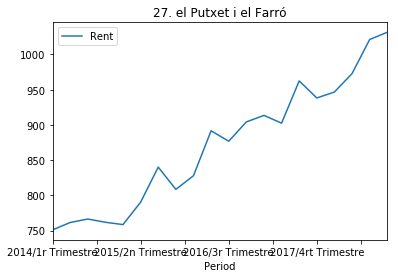 27. el Putxet i el Farró
Rent
1000
950
900
850
800
750
2014/1r Trimestre 2015/2n Trimestre 2016/3r Trimestre 2017/4rt Trimestre
Period